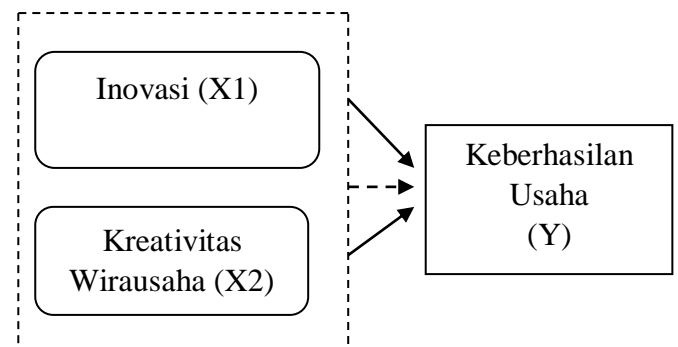 Inovasi (X1)
Kreativitas
Wirausaha (X2)
Keberhasilan
Usaha
(Y)